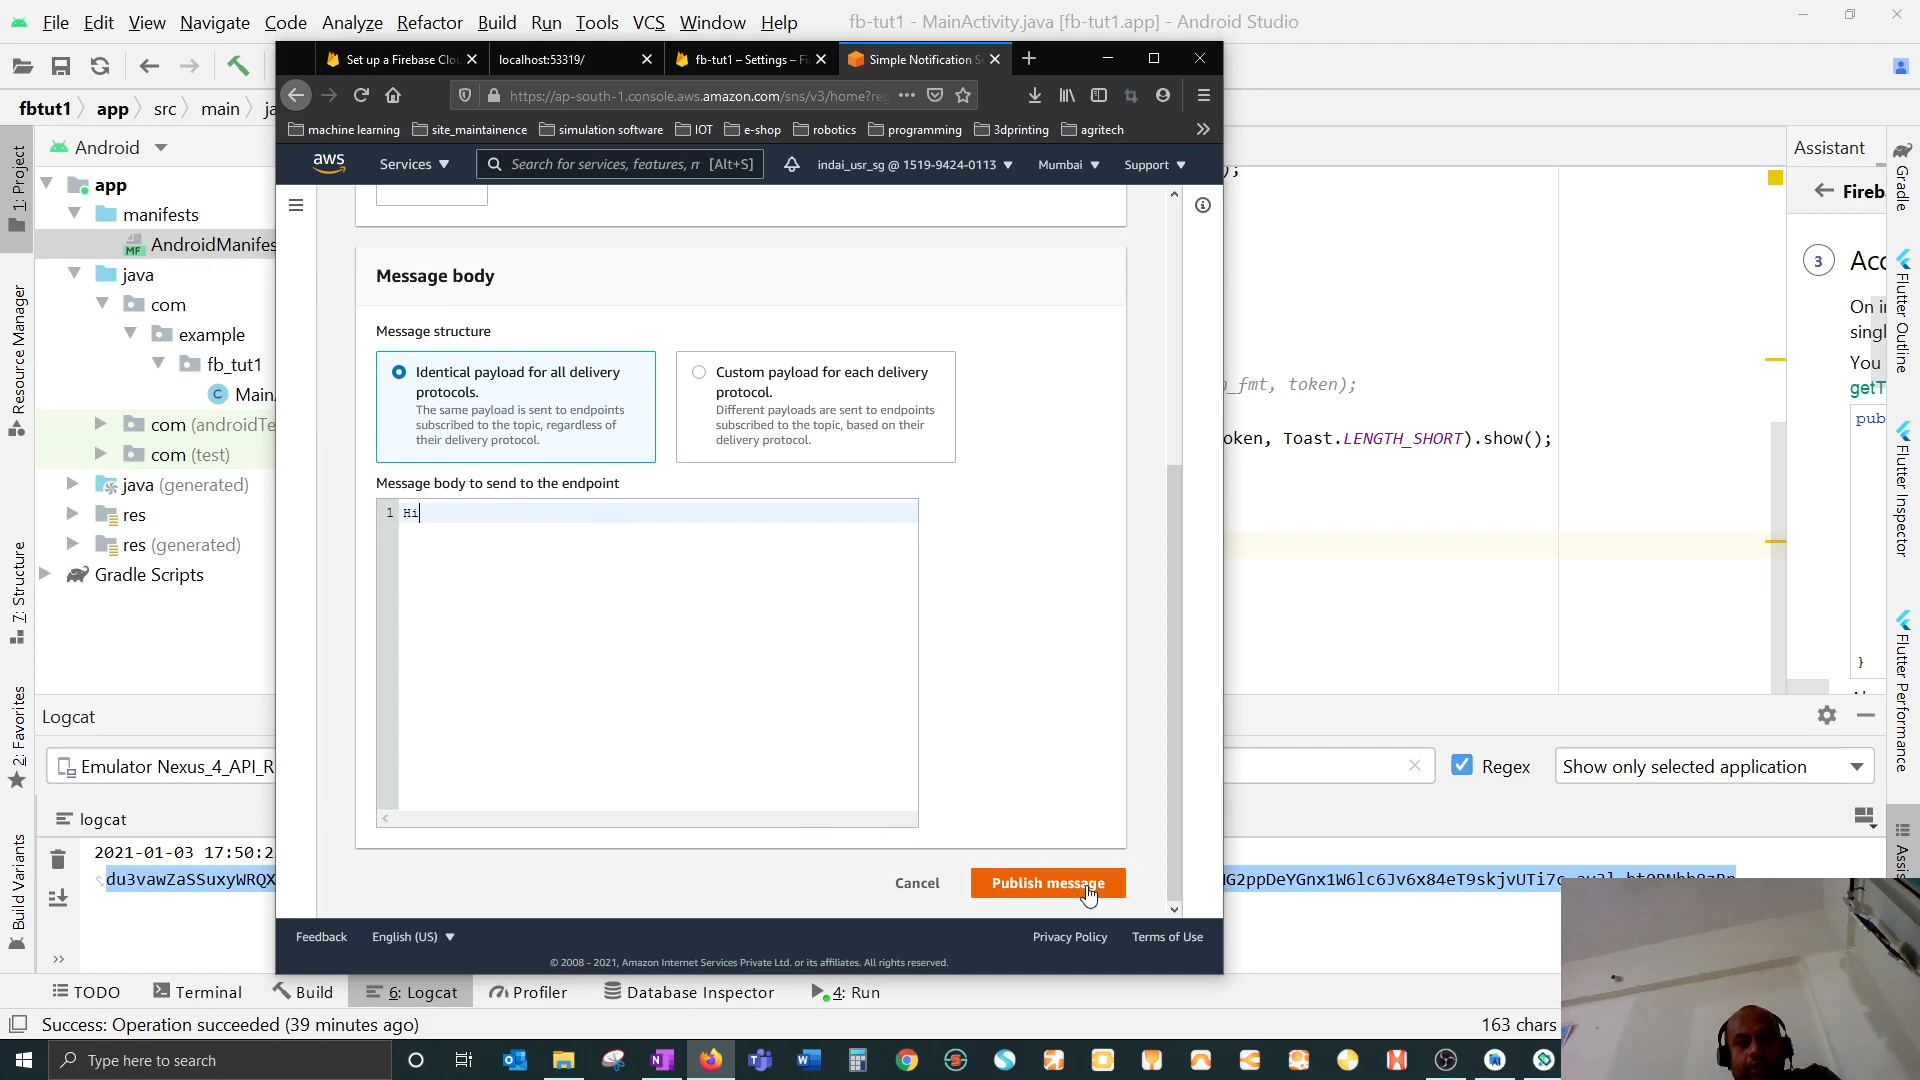 File Edit View Navigate Code Analyze Refactor Build Run Tools VCS Window Help fb-tut1 - MainActivity.java [fb-tut1.app] - Android Studio
Set up a Firebase Clo
localhost:53319/
fb-tut1 – Settings – Fi
Simple Notification S
fbtut1 app src main ja
https://ap-south-1.console.aws.amazon.com/sns/v3/home?reg
machine learning site_maintainence simulation software IOT e-shop robotics programming 3dprinting agritech
aws Services Search for services, features, m [Alt+S] indai_usr_sg @ 1519-9424-0113 Mumbai Support
1: Project
Resource Manager
7: Structure
2: Favorites
Build Variants
Android
app
manifests
MF AndroidManifes
java
com
example
fb_tut1
C Main
com (androidTe
com (test)
java (generated)
res
res (generated)
Gradle Scripts
Message body
Message structure
Identical payload for all delivery
protocols.
The same payload is sent to endpoints
subscribed to the topic, regardless of
their delivery protocol.
Custom payload for each delivery
protocol.
Different payloads are sent to endpoints
subscribed to the topic, based on their
delivery protocol.
Message body to send to the endpoint
1 Hi
Cancel Publish message
Feedback English (US) Privacy Policy Terms of Use
© 2008 - 2021, Amazon Internet Services Private Ltd. or its affiliates. All rights reserved.
);
_fmt, token);
oken, Toast.LENGTH_SHORT).show();
Assistant
Fireb
3 Acc
On i
singl
You
getT
pub
}
Gradle
Flutter Outline
Flutter Inspector
Flutter Performance
Assis
Logcat
Emulator Nexus_4_API_R
Regex Show only selected application
logcat
2021-01-03 17:50:2
du3vawZaSSuxyWRQX
TODO Terminal Build 6: Logcat Profiler Database Inspector 4: Run
Success: Operation succeeded (39 minutes ago) 163 chars
Type here to search